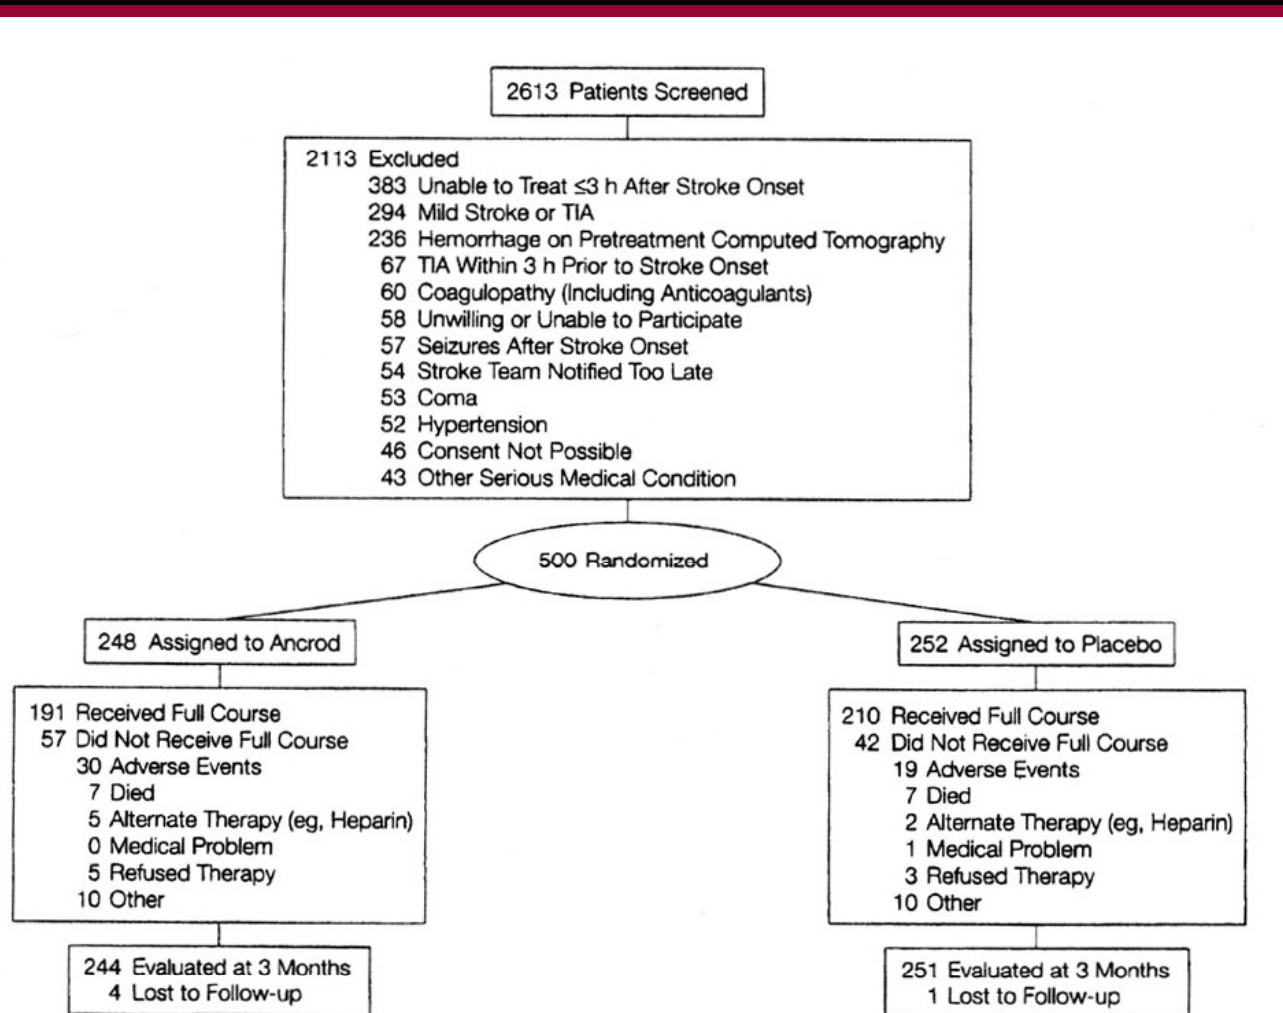 2613 Patients Screened
2113 Excluded
383 Unable to Treat ≤3 h After Stroke Onset
294 Mild Stroke or TIA
236 Hemorrhage on Pretreatment Computed Tomography
67 TIA Within 3 h Prior to Stroke Onset
60 Coagulopathy (Including Anticoagulants)
58 Unwilling or Unable to Participate
57 Seizures After Stroke Onset
54 Stroke Team Notified Too Late
53 Coma
52 Hypertension
46 Consent Not Possible
43 Other Serious Medical Condition
500 Randomized
248 Assigned to Ancrod
191 Received Full Course
57 Did Not Receive Full Course
30 Adverse Events
7 Died
5 Alternate Therapy (eg, Heparin)
0 Medical Problem
5 Refused Therapy
10 Other
244 Evaluated at 3 Months
4 Lost to Follow-up
252 Assigned to Placebo
210 Received Full Course
42 Did Not Receive Full Course
19 Adverse Events
7 Died
2 Alternate Therapy (eg, Heparin)
1 Medical Problem
3 Refused Therapy
10 Other
251 Evaluated at 3 Months
1 Lost to Follow-up